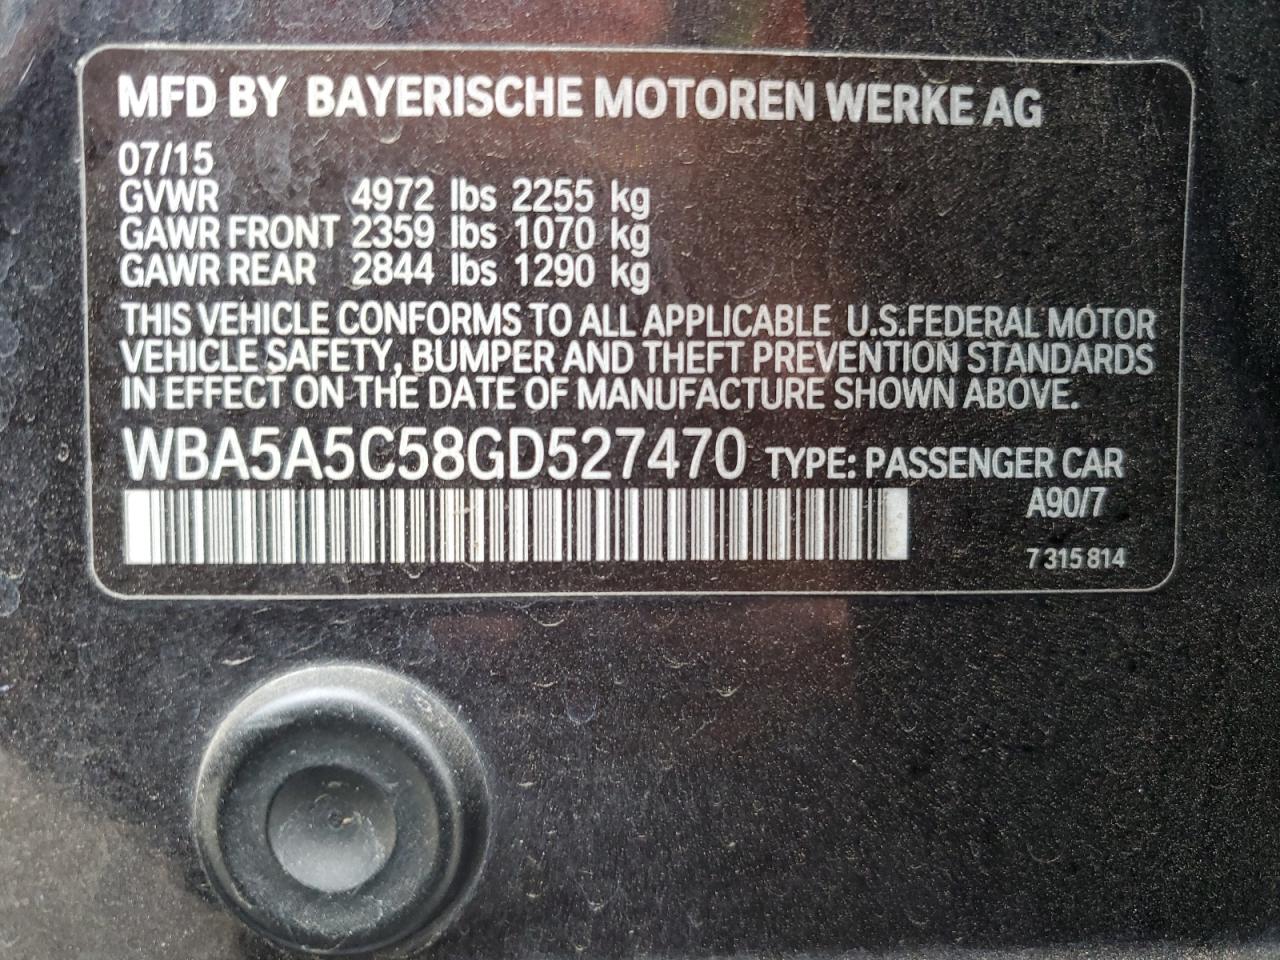 MFD BY BAYERISCHE MOTOREN WERKE AG
07/15
GVWR 4972 lbs 2255 kg
GAWR FRONT 2359 lbs 1070 kg
GAWR REAR 2844 lbs 1290 kg
THIS VEHICLE CONFORMS TO ALL APPLICABLE U.S.FEDERAL MOTOR
VEHICLE SAFETY, BUMPER AND THEFT PREVENTION STANDARDS
IN EFFECT ON THE DATE OF MANUFACTURE SHOWN ABOVE.
WBA5A5C58GD527470 TYPE: PASSENGER CAR
A90/7
7 315 814